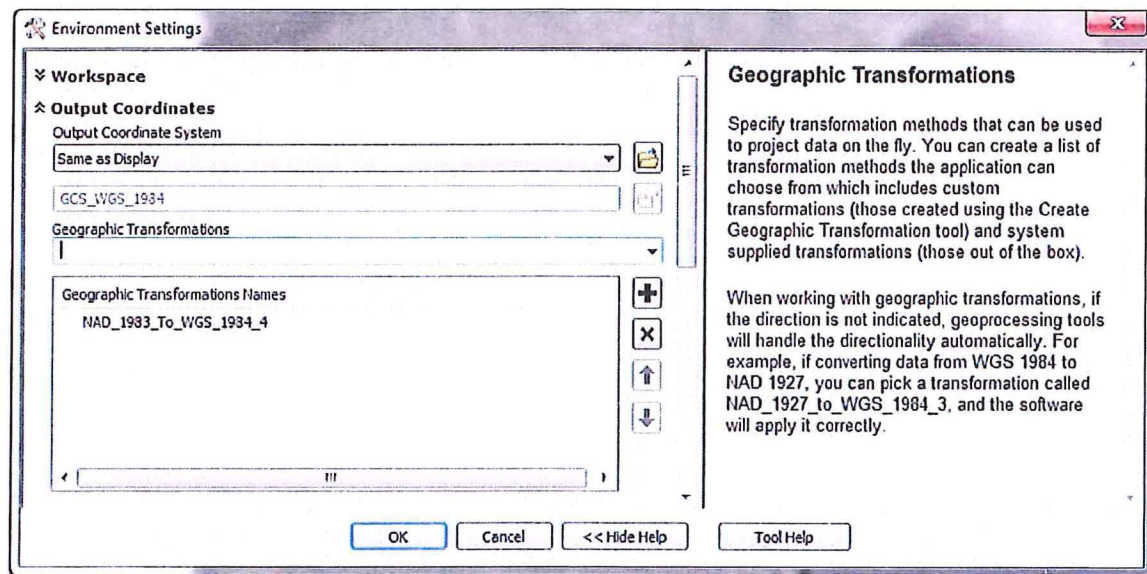 Environment Settings
Workspace
Output Coordinates
Output Coordinate System
Same as Display
GCS_WGS_1984
Geographic Transformations
Geographic Transformations Names
NAD_1983_To_WGS_1984_4
OK
Cancel
<< Hide Help
Tool Help
Geographic Transformations
Specify transformation methods that can be used
to project data on the fly. You can create a list of
transformation methods the application can
choose from which includes custom
transformations (those created using the Create
Geographic Transformation tool) and system
supplied transformations (those out of the box).
When working with geographic transformations, if
the direction is not indicated, geoprocessing tools
will handle the directionality automatically. For
example, if converting data from WGS 1984 to
NAD 1927, you can pick a transformation called
NAD_1927_to_WGS_1984_3, and the software
will apply it correctly.